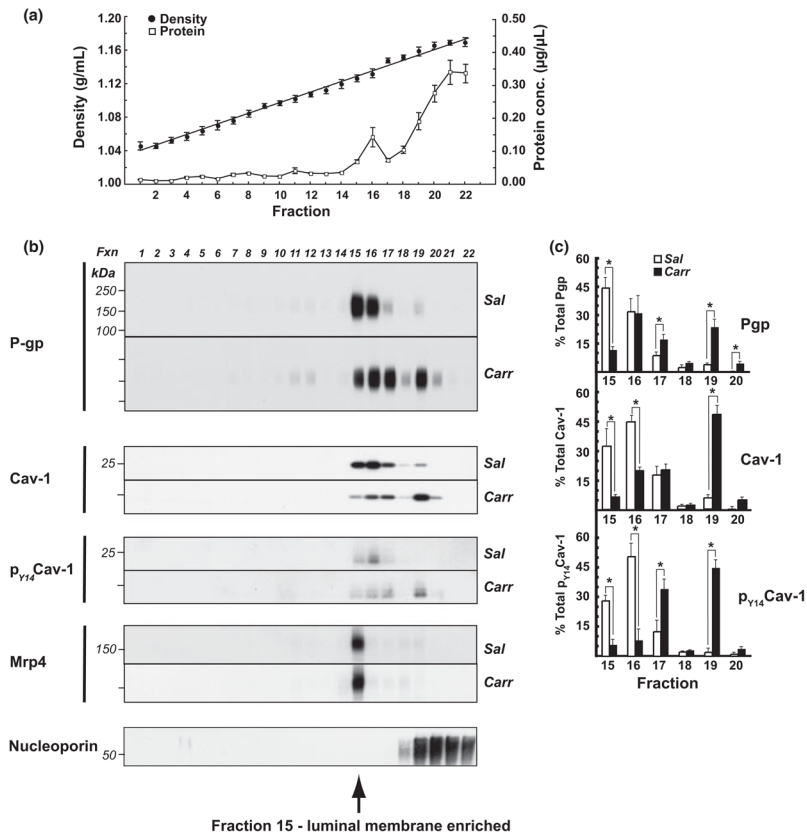 (a)
Density
Protein
1.20
1.16
1.12
1.08
1.04
1.00
Density (g/mL)
0.50
0.40
0.30
0.20
0.10
0.00
Protein conc. (µg/µL)
2 4 6 8 10 12 14 16 18 20 22
Fraction
(b)
Fxn 1 2 3 4 5 6 7 8 9 10 11 12 13 14 15 16 17 18 19 20 21 22
kDa
250
150
100
P-gp
Sal
Carr
Cav-1
25
Sal
Carr
pY14Cav-1
25
Sal
Carr
Mrp4
150
Sal
Carr
Nucleoporin
50
Fraction 15 - luminal membrane enriched
(c)
Sal
Carr
60
45
30
15
% Total Pgp
* * * *
Pgp
15 16 17 18 19 20
60
45
30
15
% Total Cav-1
* * *
Cav-1
15 16 17 18 19 20
60
45
30
15
% Total pY14Cav-1
* * * *
pY14Cav-1
15 16 17 18 19 20
Fraction